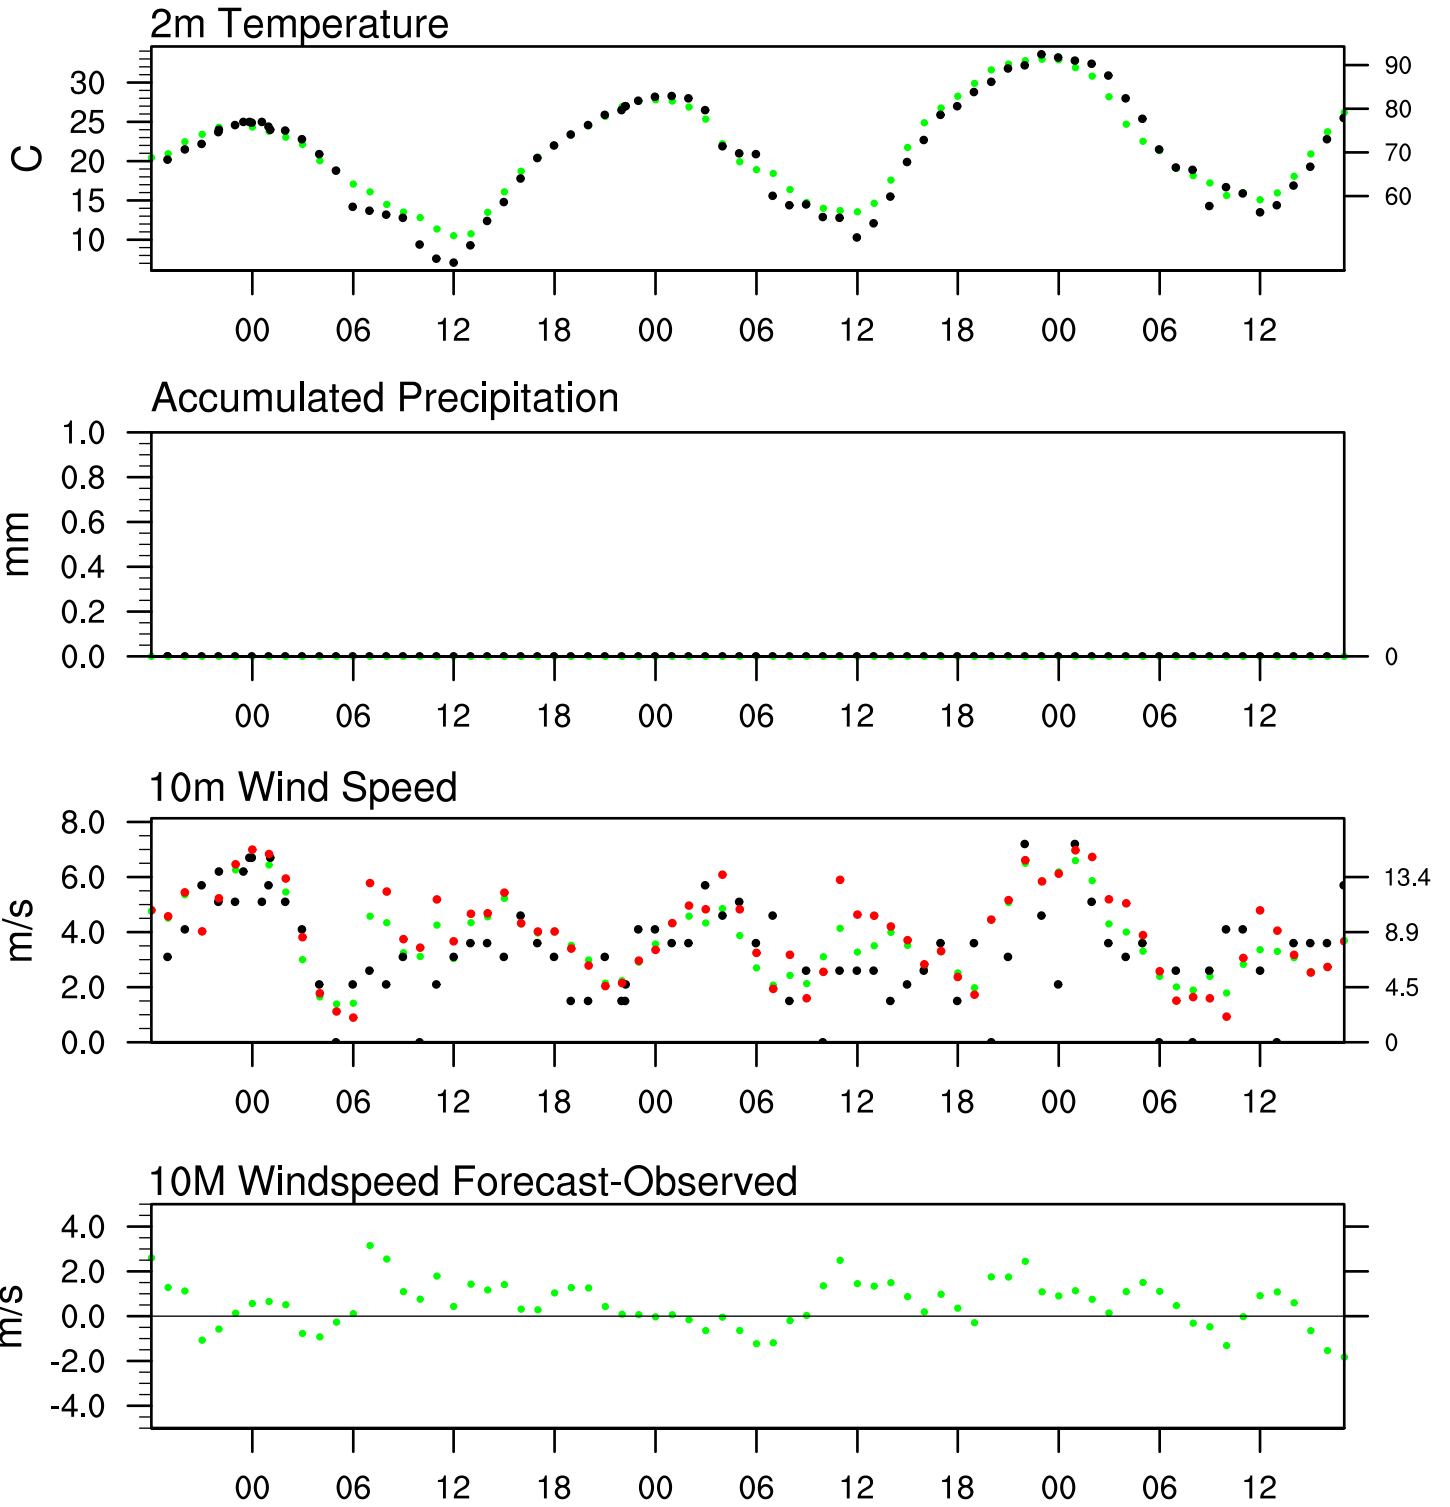 2m Temperature
30
25
20
15
10
C
90
80
70
60
00 06 12 18 00 06 12 18 00 06 12
Accumulated Precipitation
1.0
0.8
0.6
0.4
0.2
0.0
mm
0
00 06 12 18 00 06 12 18 00 06 12
10m Wind Speed
8.0
6.0
4.0
2.0
0.0
m/s
13.4
8.9
4.5
0
00 06 12 18 00 06 12 18 00 06 12
10M Windspeed Forecast-Observed
4.0
2.0
0.0
-2.0
-4.0
m/s
00 06 12 18 00 06 12 18 00 06 12